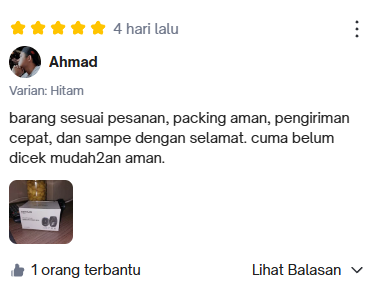 4 hari lalu
Ahmad
Varian: Hitam
barang sesuai pesanan, packing aman, pengiriman
cepat, dan sampe dengan selamat. cuma belum
dicek mudah2an aman.
1 orang terbantu
Lihat Balasan